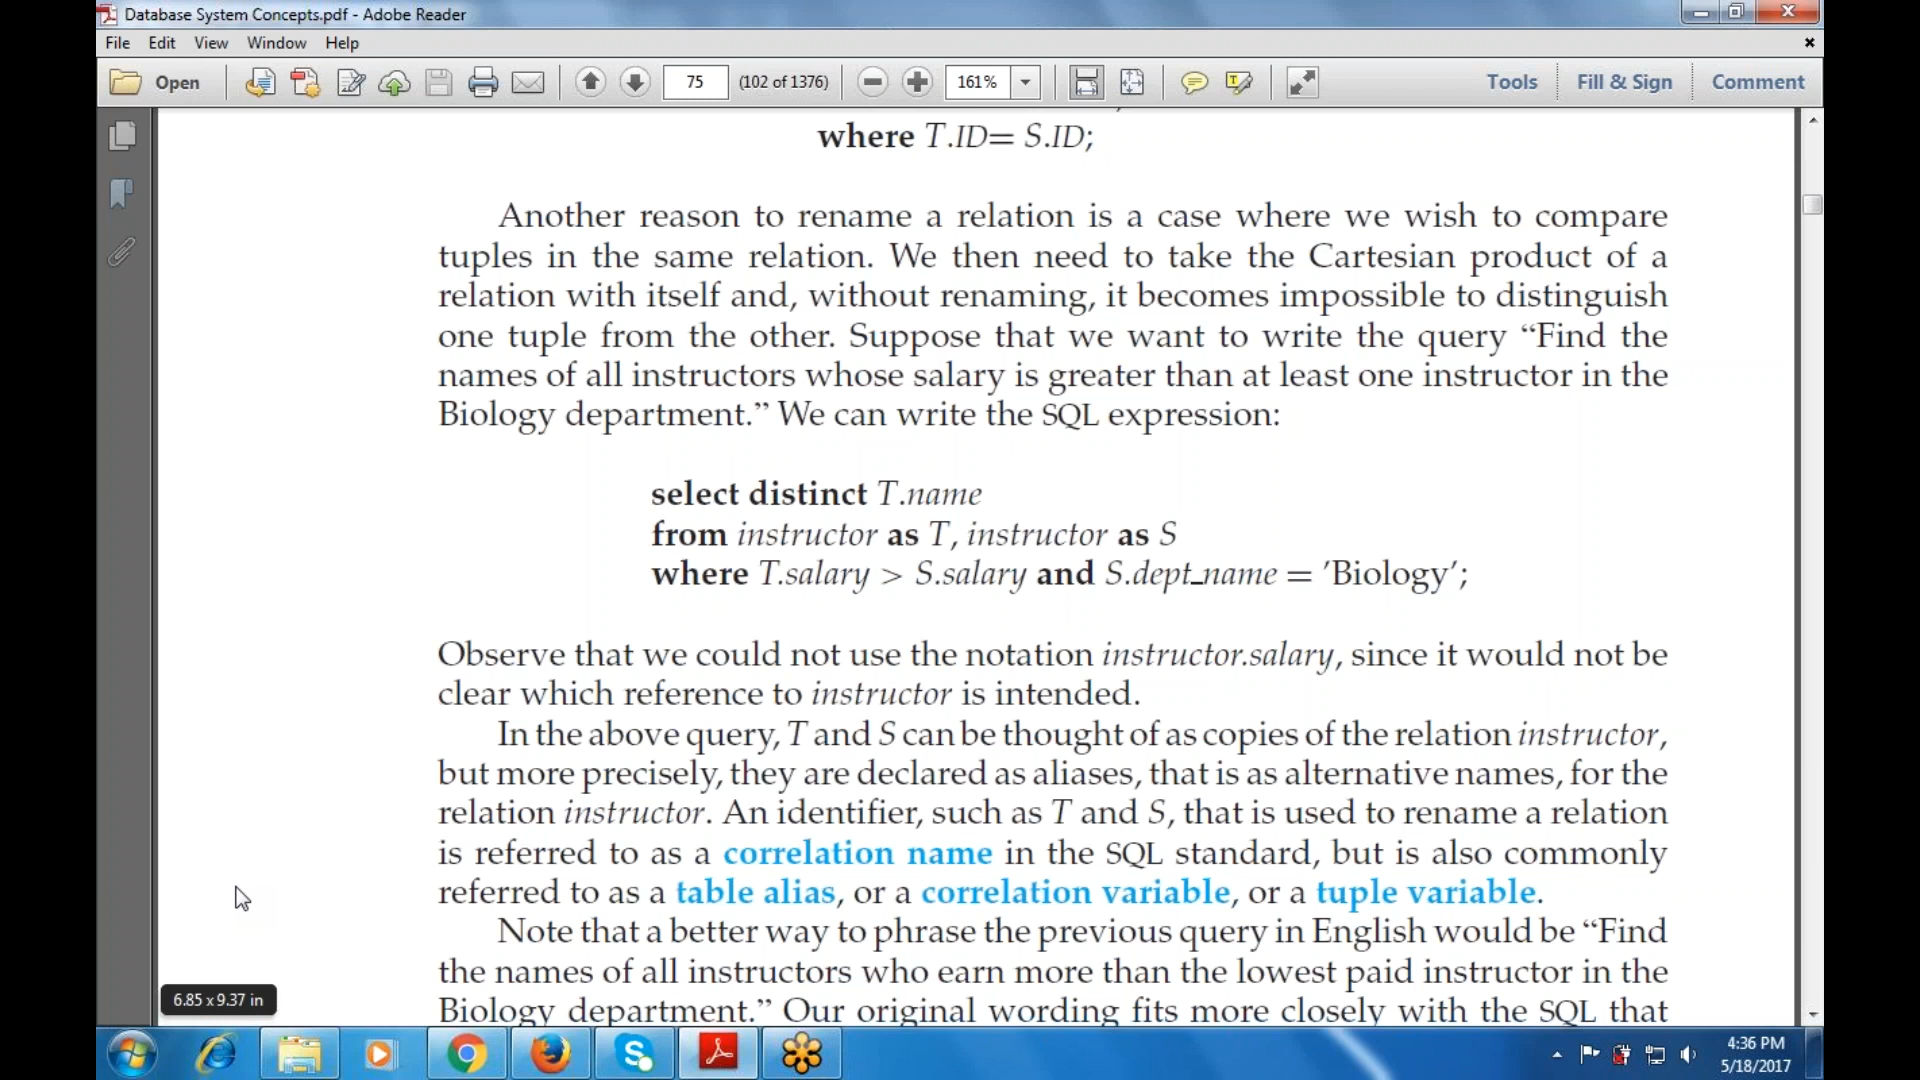 Database System Concepts.pdf - Adobe Reader
File Edit View Window Help
Open 75 (102 of 1376) 161% Tools Fill & Sign Comment
where T.ID= S.ID;
Another reason to rename a relation is a case where we wish to compare
tuples in the same relation. We then need to take the Cartesian product of a
relation with itself and, without renaming, it becomes impossible to distinguish
one tuple from the other. Suppose that we want to write the query “Find the
names of all instructors whose salary is greater than at least one instructor in the
Biology department.” We can write the SQL expression:
select distinct T.name
from instructor as T, instructor as S
where T.salary > S.salary and S.dept_name = ’Biology’;
Observe that we could not use the notation instructor.salary, since it would not be
clear which reference to instructor is intended.
In the above query, T and S can be thought of as copies of the relation instructor,
but more precisely, they are declared as aliases, that is as alternative names, for the
relation instructor. An identifier, such as T and S, that is used to rename a relation
is referred to as a correlation name in the SQL standard, but is also commonly
referred to as a table alias, or a correlation variable, or a tuple variable.
Note that a better way to phrase the previous query in English would be “Find
the names of all instructors who earn more than the lowest paid instructor in the
Biology department.” Our original wording fits more closely with the SQL that
6.85 x 9.37 in
4:36 PM
5/18/2017